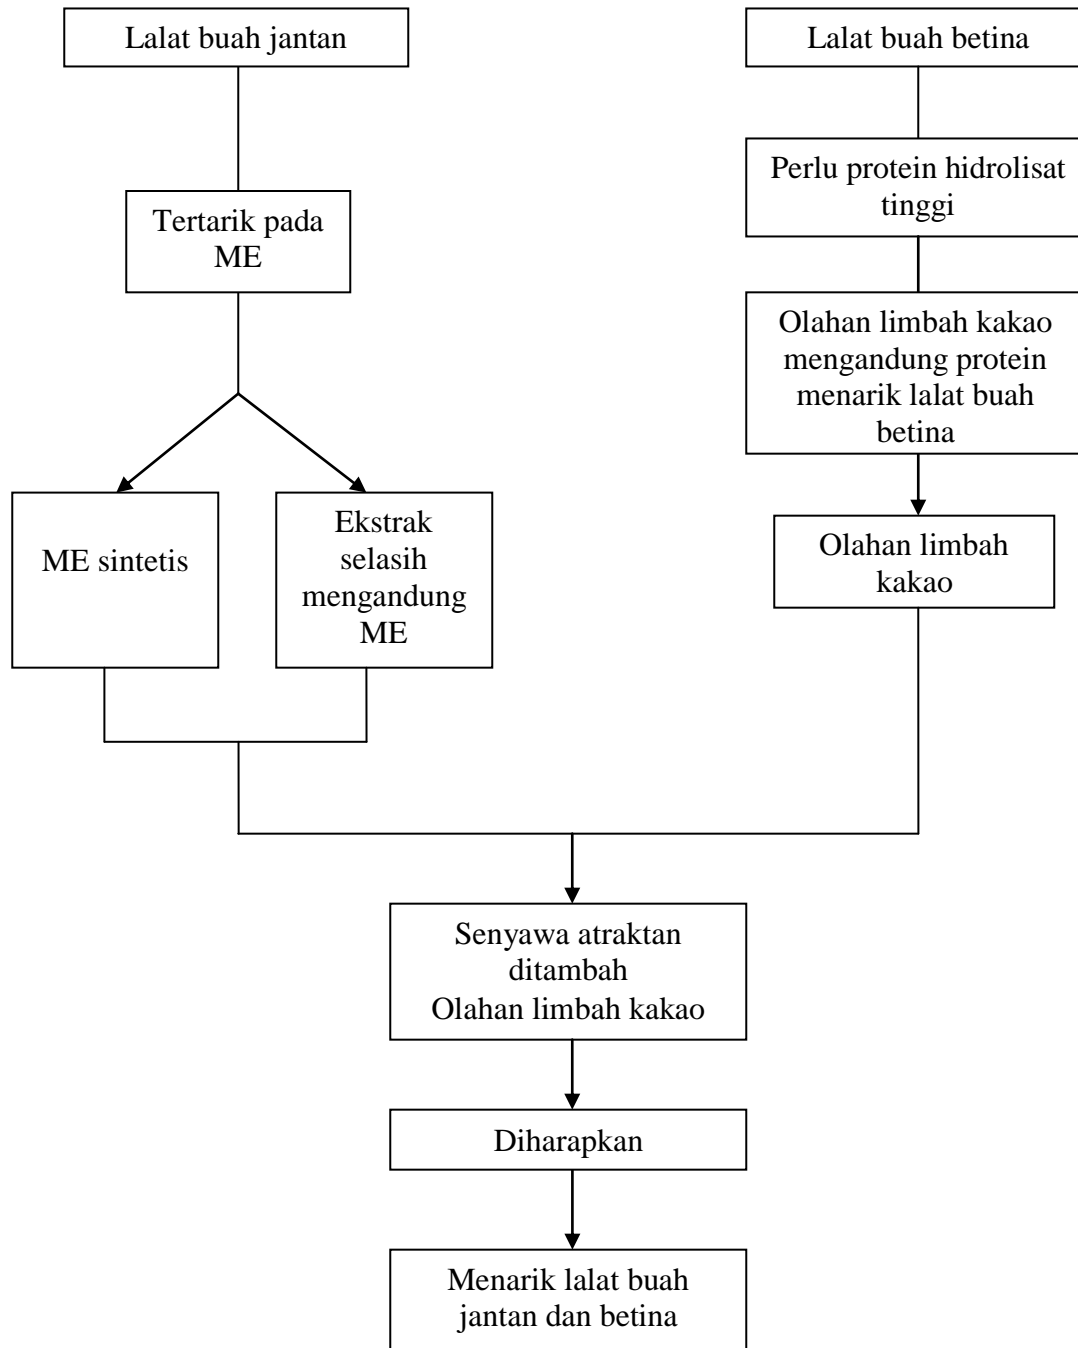 Lalat buah jantan
Lalat buah betina
Perlu protein hidrolisat
tinggi
Tertarik pada
ME
Olahan limbah kakao
mengandung protein
menarik lalat buah
betina
ME sintetis
Ekstrak
selasih
mengandung
ME
Olahan limbah
kakao
Senyawa atraktan
ditambah
Olahan limbah kakao
Diharapkan
Menarik lalat buah
jantan dan betina